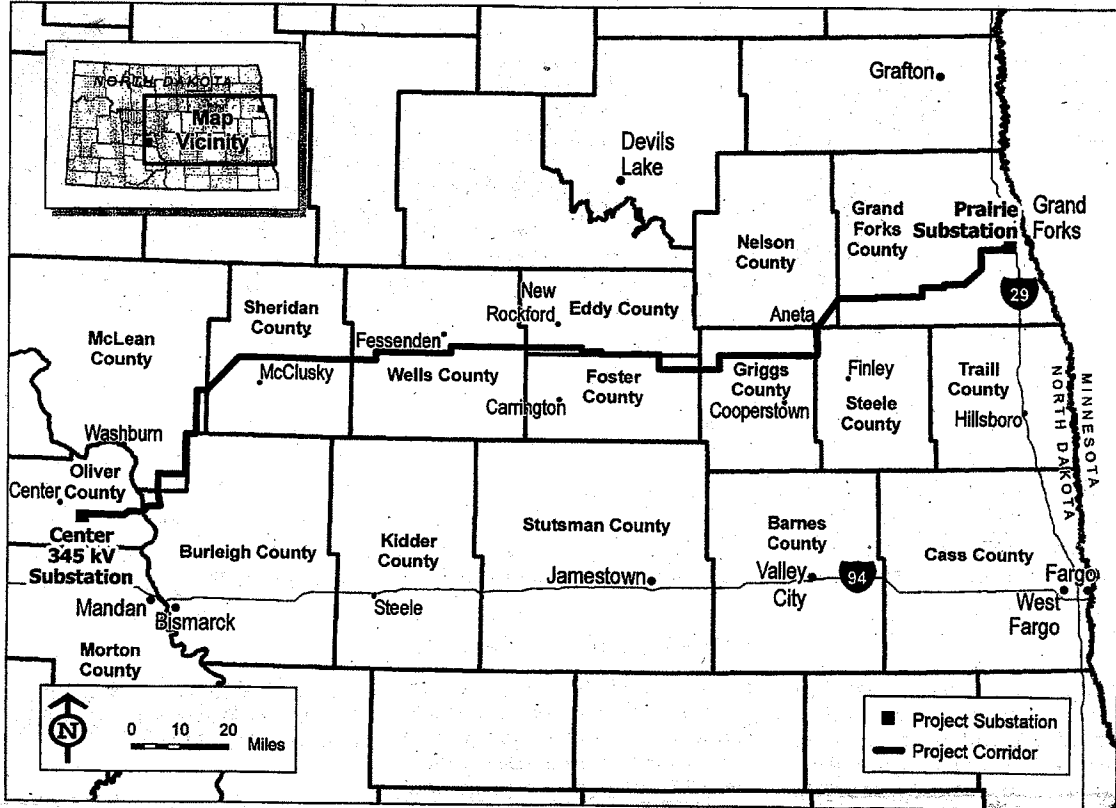 NORTH DAKOTA
Map
Vicinity
Grafton
Devils
Lake
Grand
Forks
County
Prairie
Substation
Grand
Forks
Nelson
County
29
Sheridan
County
New
Rockford
Eddy County
Aneta
McLean
County
Fessenden
McClusky
Wells County
Foster
County
Griggs
County
Cooperstown
Finley
Steele
County
Traill
County
Hillsboro
Carrington
MINNESOTA
NORTH DAKOTA
Washburn
Oliver
County
Center
Center
345 kV
Substation
Burleigh County
Kidder
County
Stutsman County
Barnes
County
Cass County
Jamestown
Valley
City
94
Fargo
West
Fargo
Mandan
Bismarck
Steele
Morton
County
N
0 10 20
Miles
Project Substation
Project Corridor